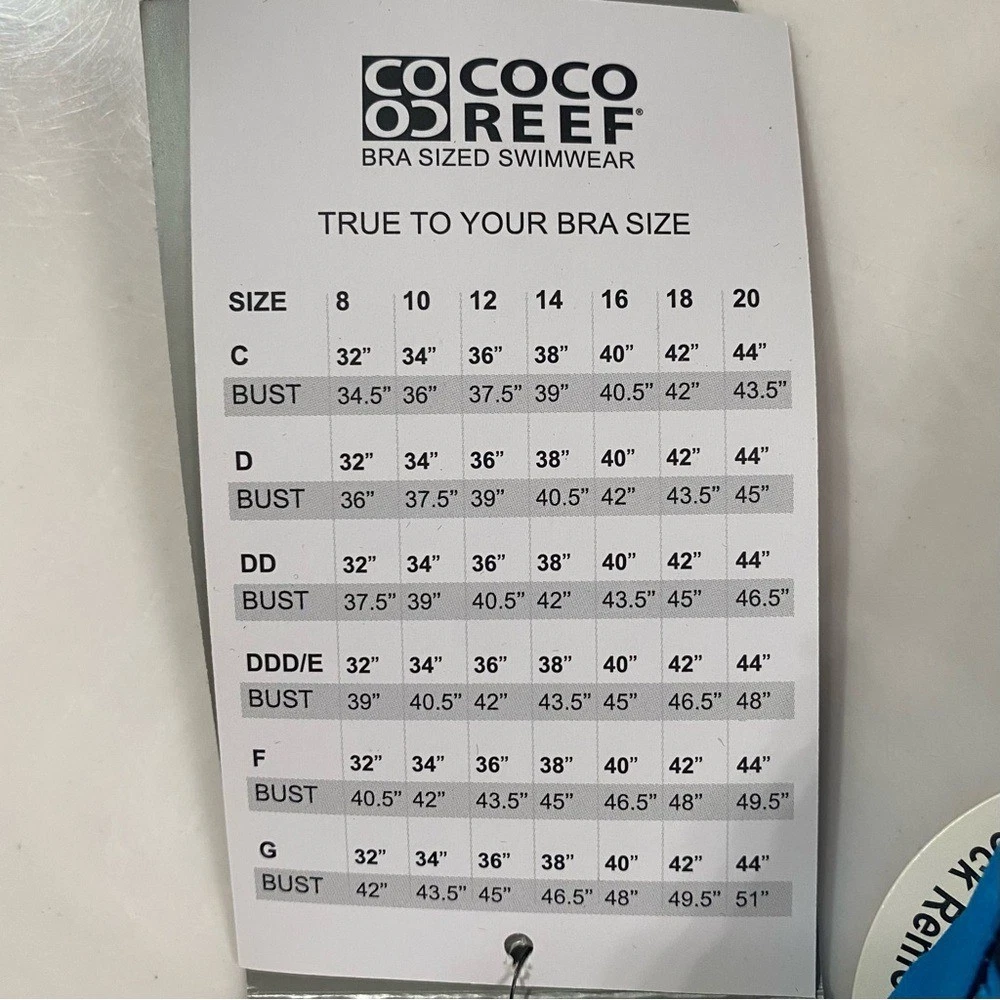 COCO
REEF®
BRA SIZED SWIMWEAR
TRUE TO YOUR BRA SIZE
SIZE 8 10 12 14 16 18 20
C 32” 34” 36” 38” 40” 42” 44”
BUST 34.5” 36” 37.5” 39” 40.5” 42” 43.5”
D 32” 34” 36” 38” 40” 42” 44”
BUST 36” 37.5” 39” 40.5” 42” 43.5” 45”
DD 32” 34” 36” 38” 40” 42” 44”
BUST 37.5” 39” 40.5” 42” 43.5” 45” 46.5”
DDD/E 32” 34” 36” 38” 40” 42” 44”
BUST 39” 40.5” 42” 43.5” 45” 46.5” 48”
F 32” 34” 36” 38” 40” 42” 44”
BUST 40.5” 42” 43.5” 45” 46.5” 48” 49.5”
G 32” 34” 36” 38” 40” 42” 44”
BUST 42” 43.5” 45” 46.5” 48” 49.5” 51”